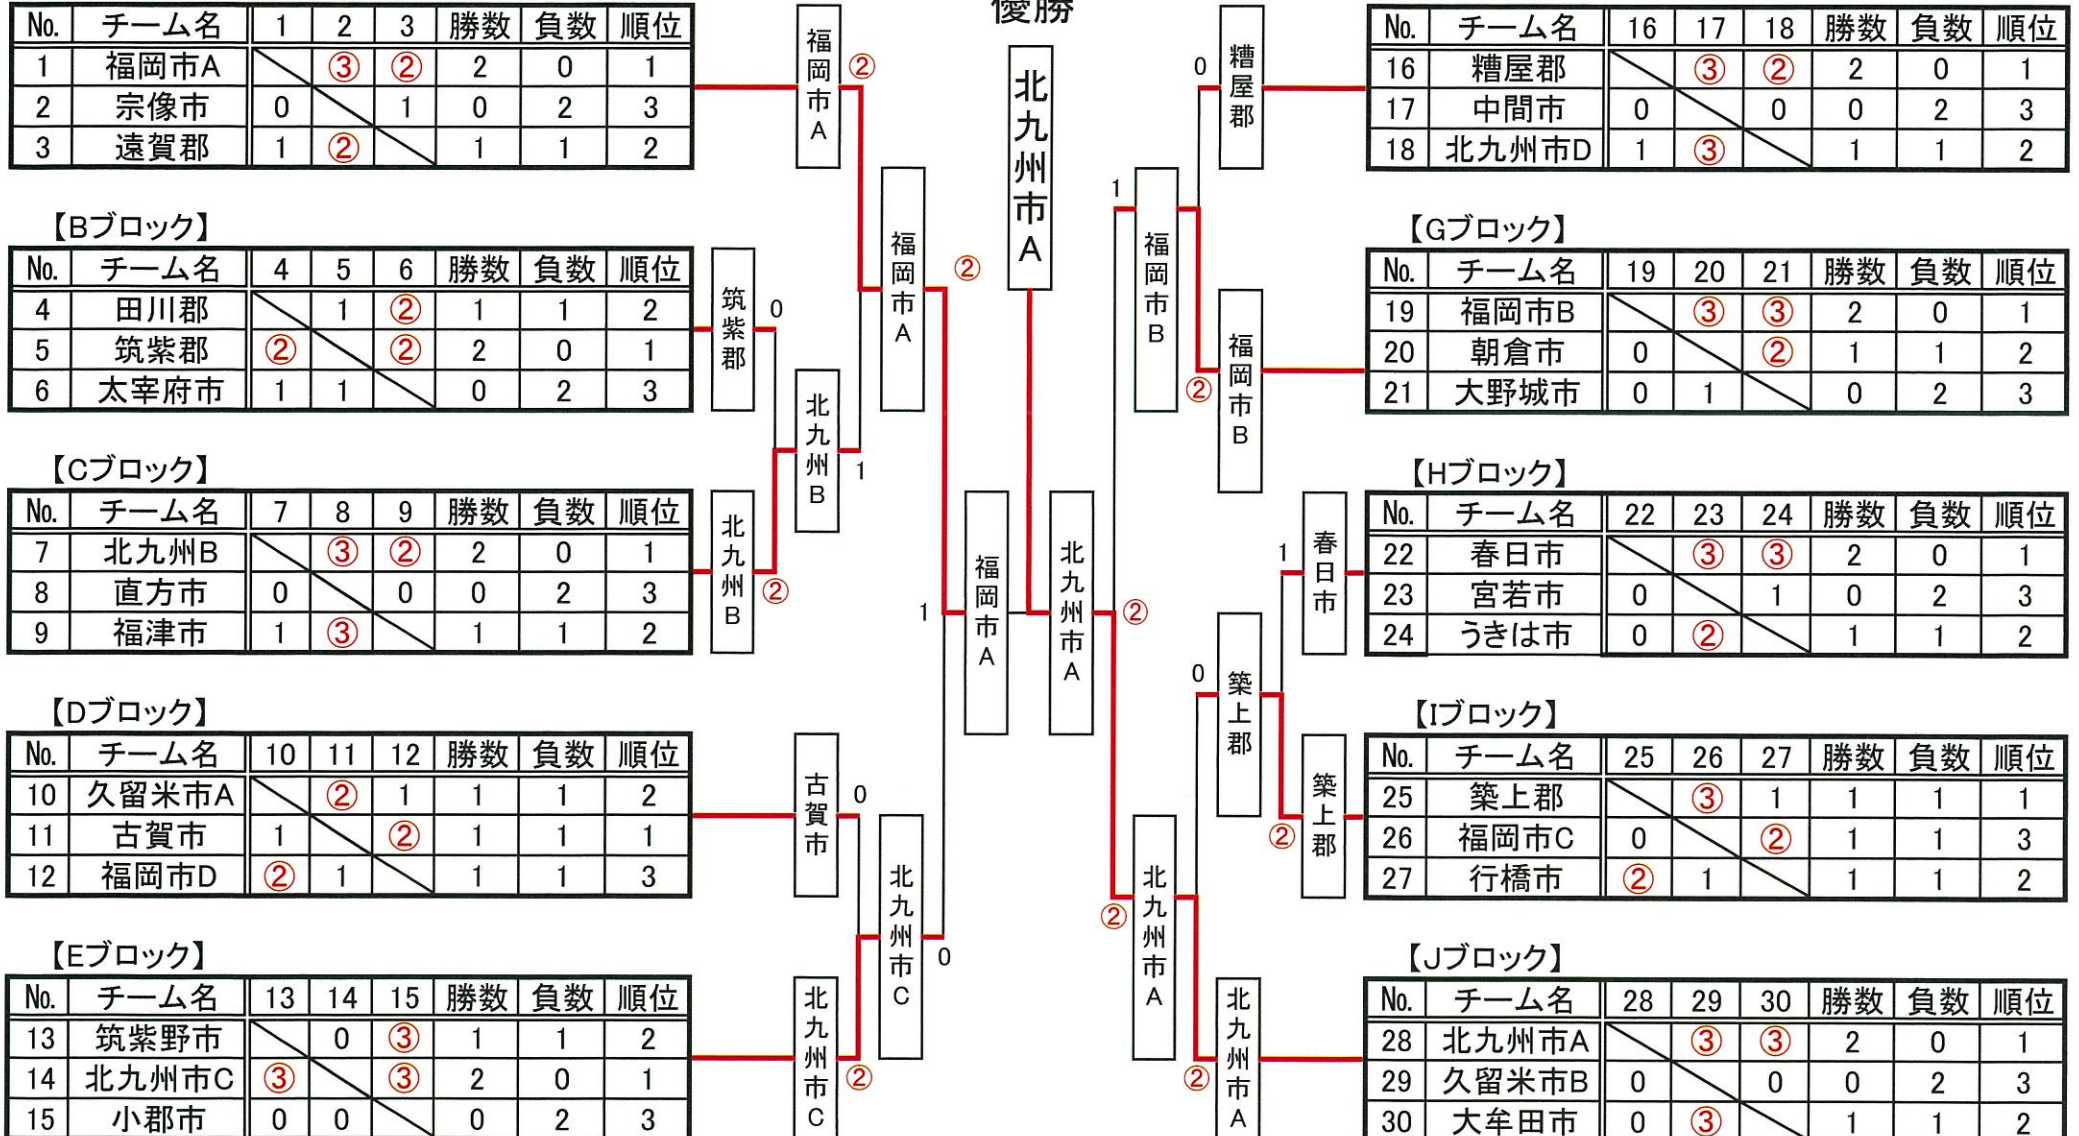 優勝
北九州市A
No. チーム名 1 2 3 勝数 負数 順位
1 福岡市A ③ ② 2 0 1
2 宗像市 0 1 0 2 3
3 遠賀郡 1 ② 1 1 2
【Bブロック】
No. チーム名 4 5 6 勝数 負数 順位
4 田川郡 1 ② 1 1 2
5 筑紫郡 ② ② 2 0 1
6 太宰府市 1 1 0 2 3
【Cブロック】
No. チーム名 7 8 9 勝数 負数 順位
7 北九州B ③ ② 2 0 1
8 直方市 0 0 0 2 3
9 福津市 1 ③ 1 1 2
【Dブロック】
No. チーム名 10 11 12 勝数 負数 順位
10 久留米市A ② 1 1 1 2
11 古賀市 1 ② 1 1 1
12 福岡市D ② 1 1 1 3
【Eブロック】
No. チーム名 13 14 15 勝数 負数 順位
13 筑紫野市 0 ③ 1 1 2
14 北九州市C ③ ③ 2 0 1
15 小郡市 0 0 0 2 3
福岡市A
②
筑紫郡
0
北九州B
②
北九州B
1
福岡市A
②
古賀市
0
北九州市C
②
北九州市C
0
福岡市A
1
北九州市A
②
福岡市B
1
糟屋郡
0
福岡市B
②
春日市
1
築上郡
②
築上郡
0
北九州市A
②
北九州市A
②
No. チーム名 16 17 18 勝数 負数 順位
16 糟屋郡 ③ ② 2 0 1
17 中間市 0 0 0 2 3
18 北九州市D 1 ③ 1 1 2
【Gブロック】
No. チーム名 19 20 21 勝数 負数 順位
19 福岡市B ③ ③ 2 0 1
20 朝倉市 0 ② 1 1 2
21 大野城市 0 1 0 2 3
【Hブロック】
No. チーム名 22 23 24 勝数 負数 順位
22 春日市 ③ ③ 2 0 1
23 宮若市 0 1 0 2 3
24 うきは市 0 ② 1 1 2
【Iブロック】
No. チーム名 25 26 27 勝数 負数 順位
25 築上郡 ③ 1 1 1 1
26 福岡市C 0 ② 1 1 3
27 行橋市 ② 1 1 1 2
【Jブロック】
No. チーム名 28 29 30 勝数 負数 順位
28 北九州市A ③ ③ 2 0 1
29 久留米市B 0 0 0 2 3
30 大牟田市 0 ③ 1 1 2